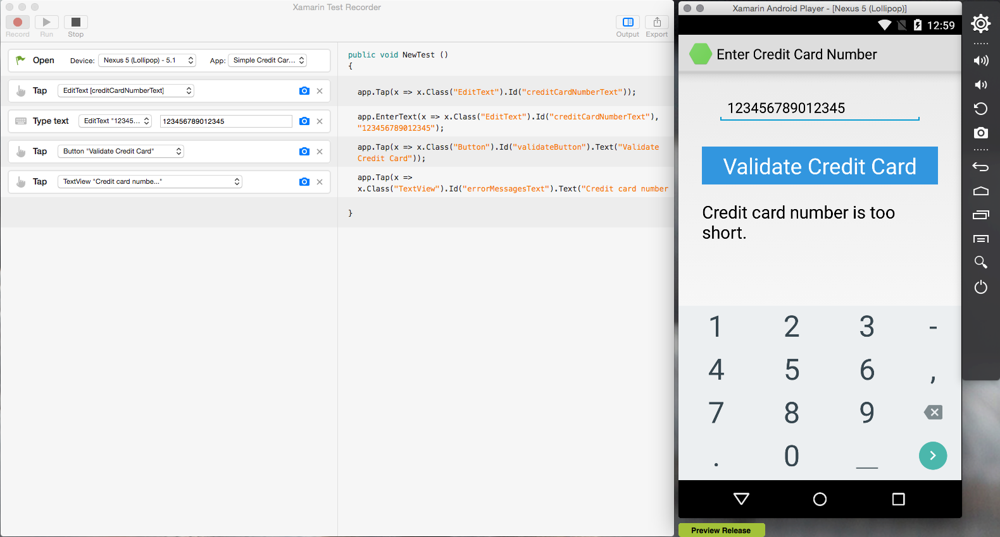 Xamarin Test Recorder
Record Run Stop Output Export
Open Device: Nexus 5 (Lollipop) - 5.1 App: Simple Credit Car...
Tap EditText [creditCardNumberText]
Type text EditText "12345... 123456789012345
Tap Button "Validate Credit Card"
Tap TextView "Credit card numbe..."
public void NewTest ()
{
app.Tap(x => x.Class("EditText").Id("creditCardNumberText"));
app.EnterText(x => x.Class("EditText").Id("creditCardNumberText"),
"123456789012345");
app.Tap(x => x.Class("Button").Id("validateButton").Text("Validate
Credit Card"));
app.Tap(x =>
x.Class("TextView").Id("errorMessagesText").Text("Credit card number
}
Xamarin Android Player - [Nexus 5 (Lollipop)]
12:59
Enter Credit Card Number
123456789012345
Validate Credit Card
Credit card number is too
short.
1 2 3 -
4 5 6 ,
7 8 9
. 0 _
Preview Release